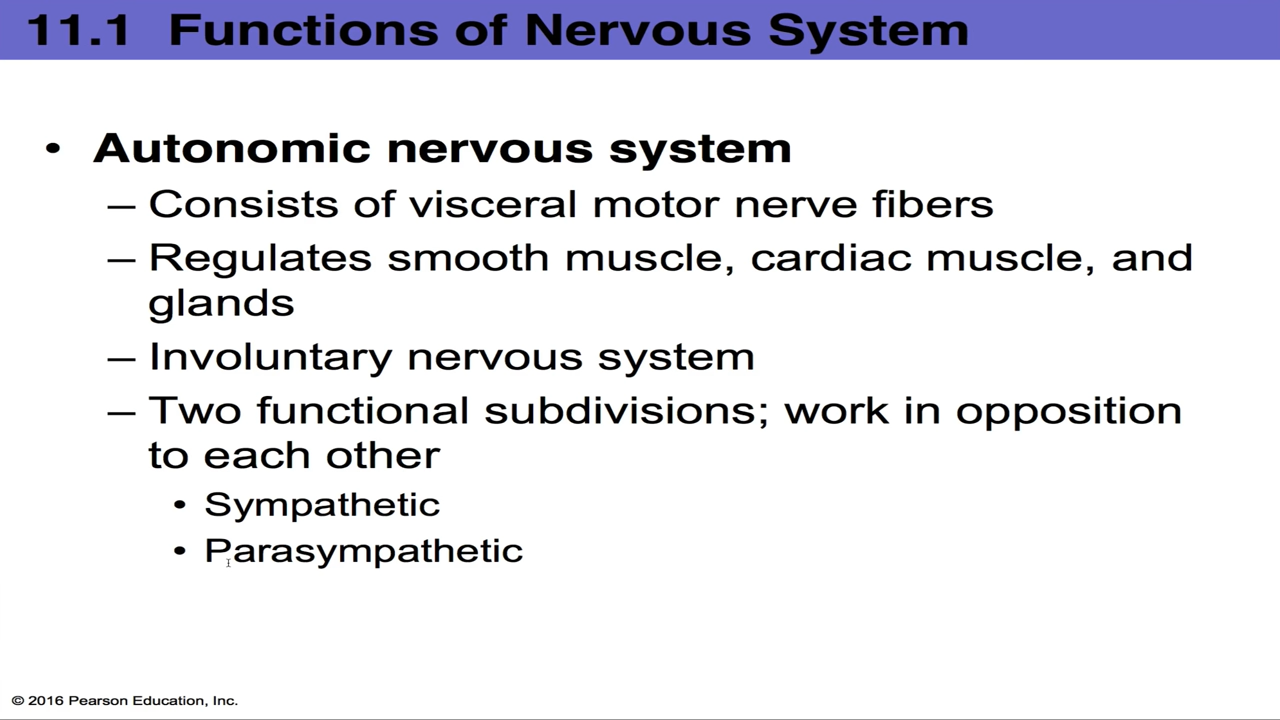 11.1 Functions of Nervous System
• Autonomic nervous system
– Consists of visceral motor nerve fibers
– Regulates smooth muscle, cardiac muscle, and
glands
– Involuntary nervous system
– Two functional subdivisions; work in opposition
to each other
• Sympathetic
• Parasympathetic
© 2016 Pearson Education, Inc.